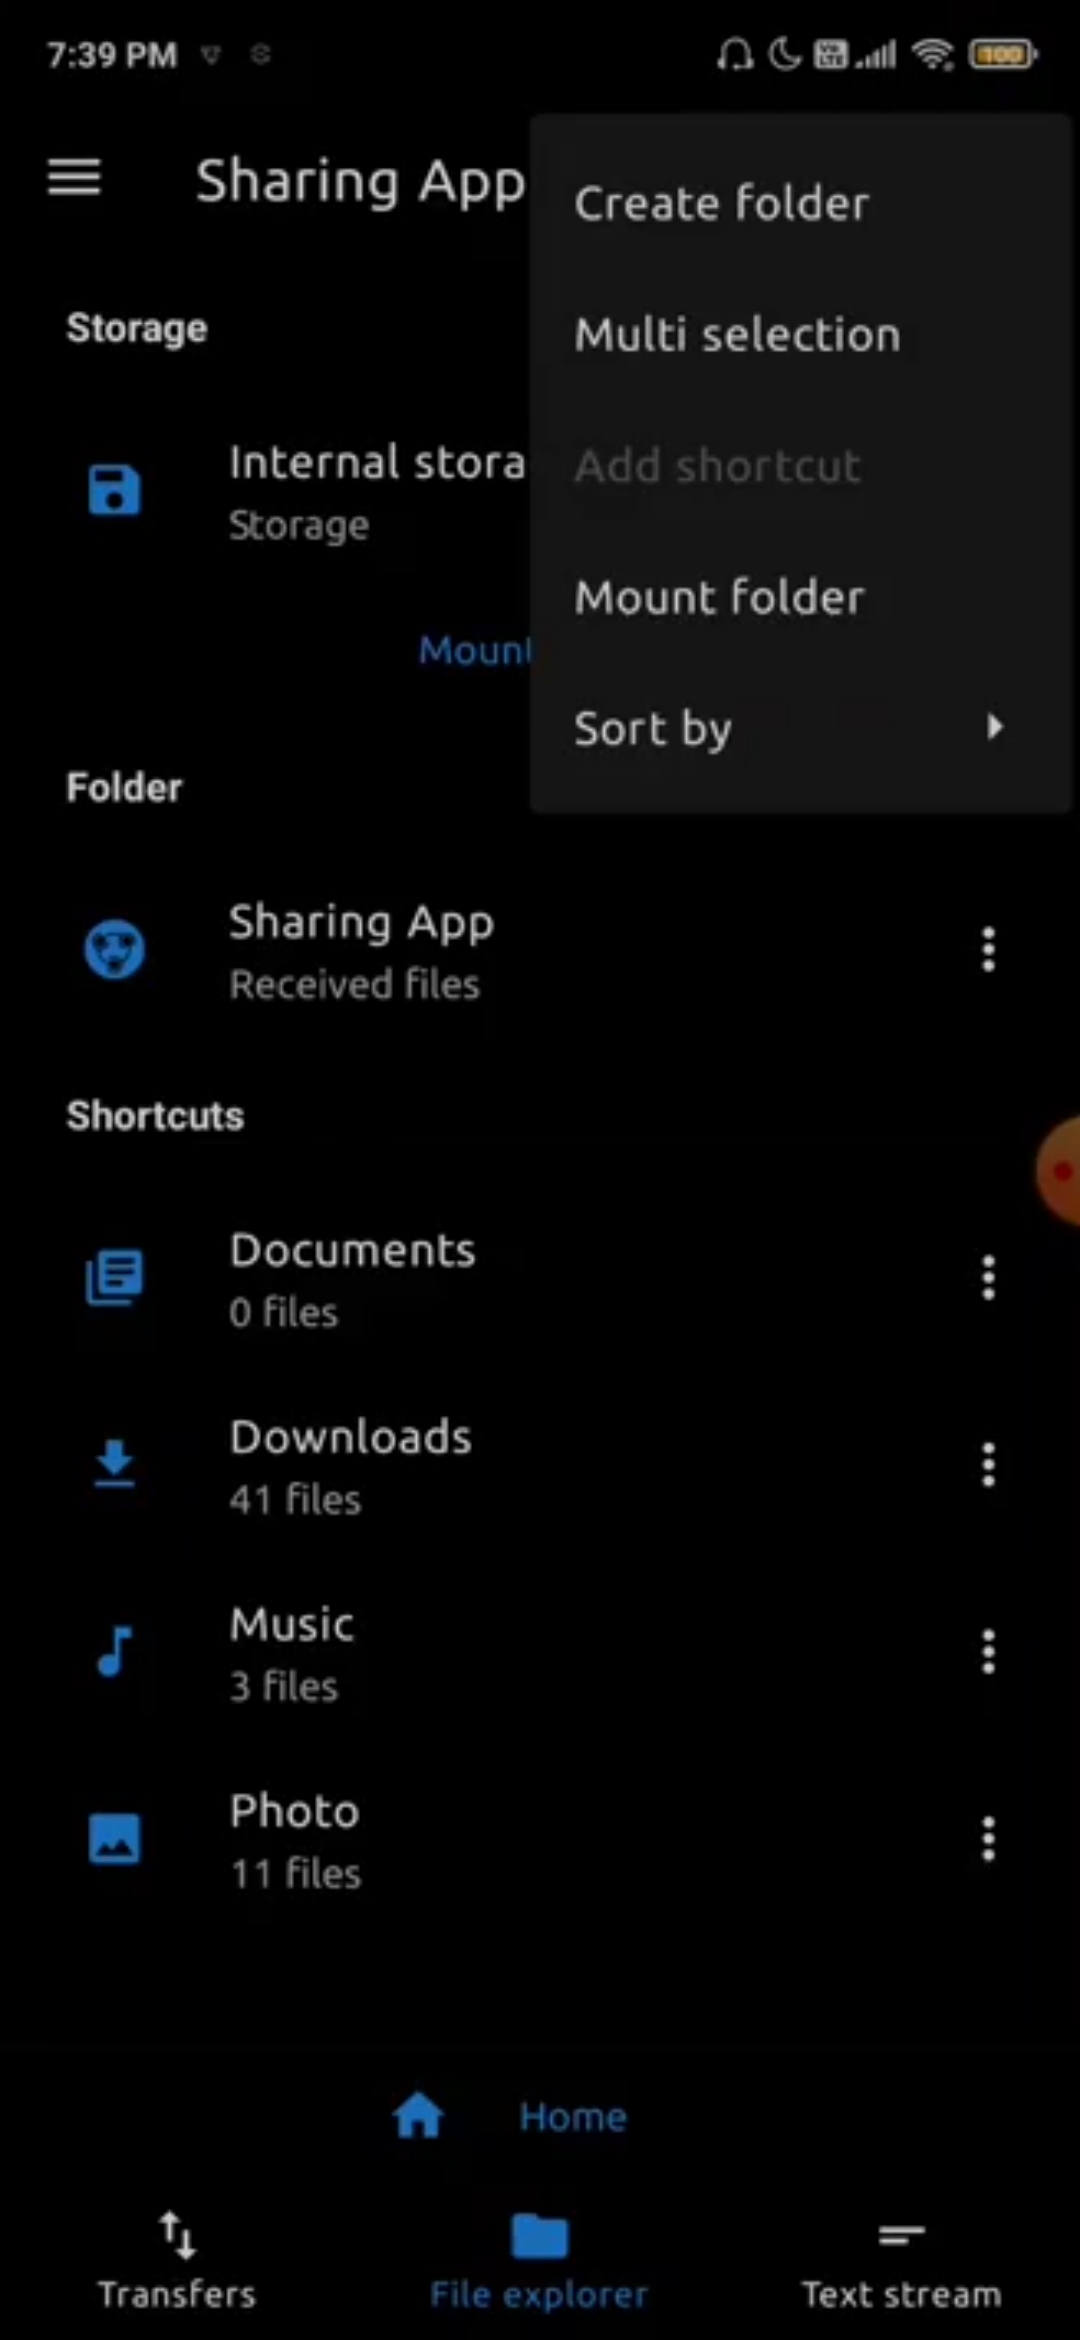 7:39 PM
100
Sharing App
Create folder
Multi selection
Add shortcut
Mount folder
Sort by
Storage
Internal stora
Storage
Mount
Folder
Sharing App
Received files
Shortcuts
Documents
0 files
Downloads
41 files
Music
3 files
Photo
11 files
Home
Transfers
File explorer
Text stream